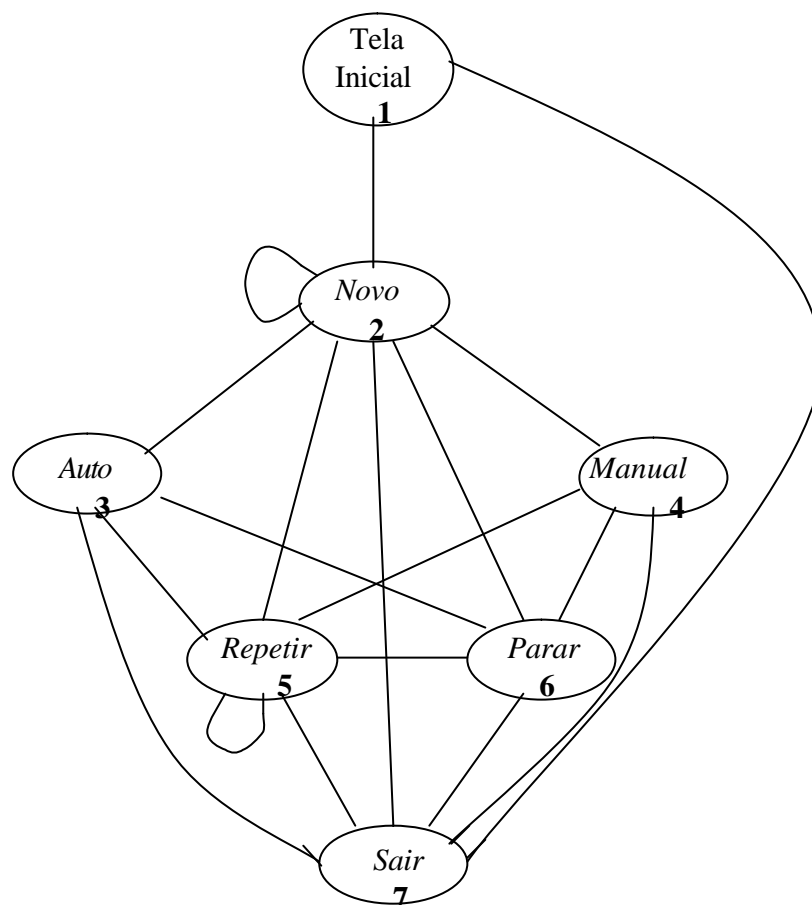 Tela
Inicial
1
Novo
2
Auto
3
Manual
4
Repetir
5
Parar
6
Sair
7